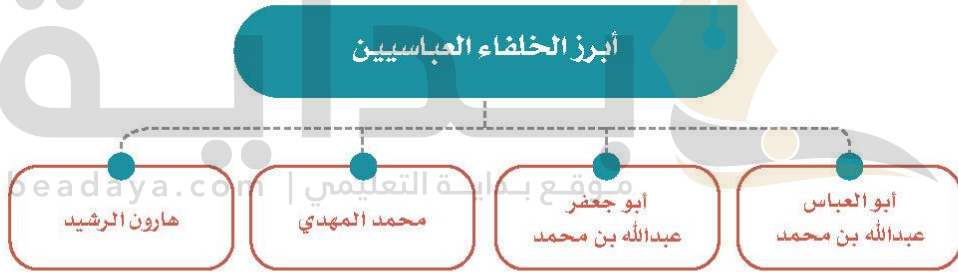 أبرز الخلفاء العباسيين
أبو العباس
عبدالله بن محمد
أبو جعفر
عبدالله بن محمد
محمد المهدي
هارون الرشيد
بداية
موقع بداية التعليمي | beadaya.com